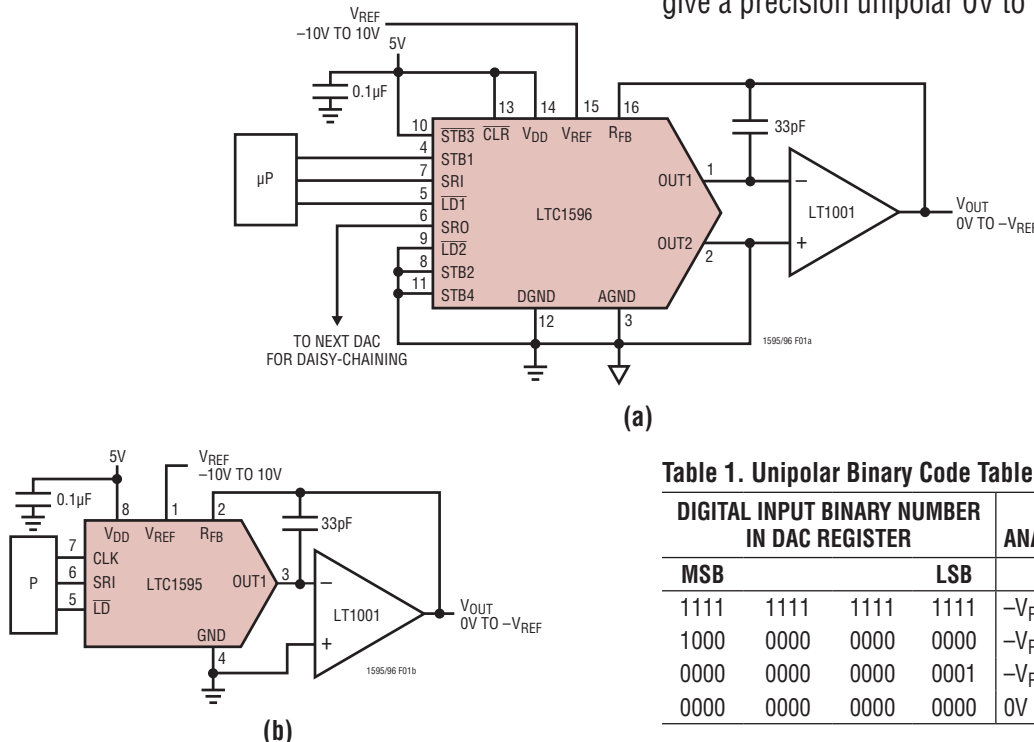 give a precision unipolar 0V to
VREF
–10V TO 10V
5V
0.1µF
13 14 15 16
10 STB3 CLR VDD VREF RFB
33pF
4 STB1
7 SRI
5 LD1
6 SRO
9 LD2
8 STB2
11 STB4
µP
LTC1596
OUT1 1
OUT2 2
–
+
LT1001
VOUT
0V TO –VREF
DGND AGND
12 3
TO NEXT DAC
FOR DAISY-CHAINING
1595/96 F01a
(a)
5V
VREF
–10V TO 10V
0.1µF
8 1 2
VDD VREF RFB
33pF
P
7 CLK
6 SRI
5 LD
LTC1595
OUT1 3
–
+
LT1001
VOUT
0V TO –VREF
GND
4
1595/96 F01b
(b)
Table 1. Unipolar Binary Code Table
DIGITAL INPUT BINARY NUMBER
IN DAC REGISTER
MSB LSB
1111 1111 1111 1111
1000 0000 0000 0000
0000 0000 0000 0001
0000 0000 0000 0000 0V